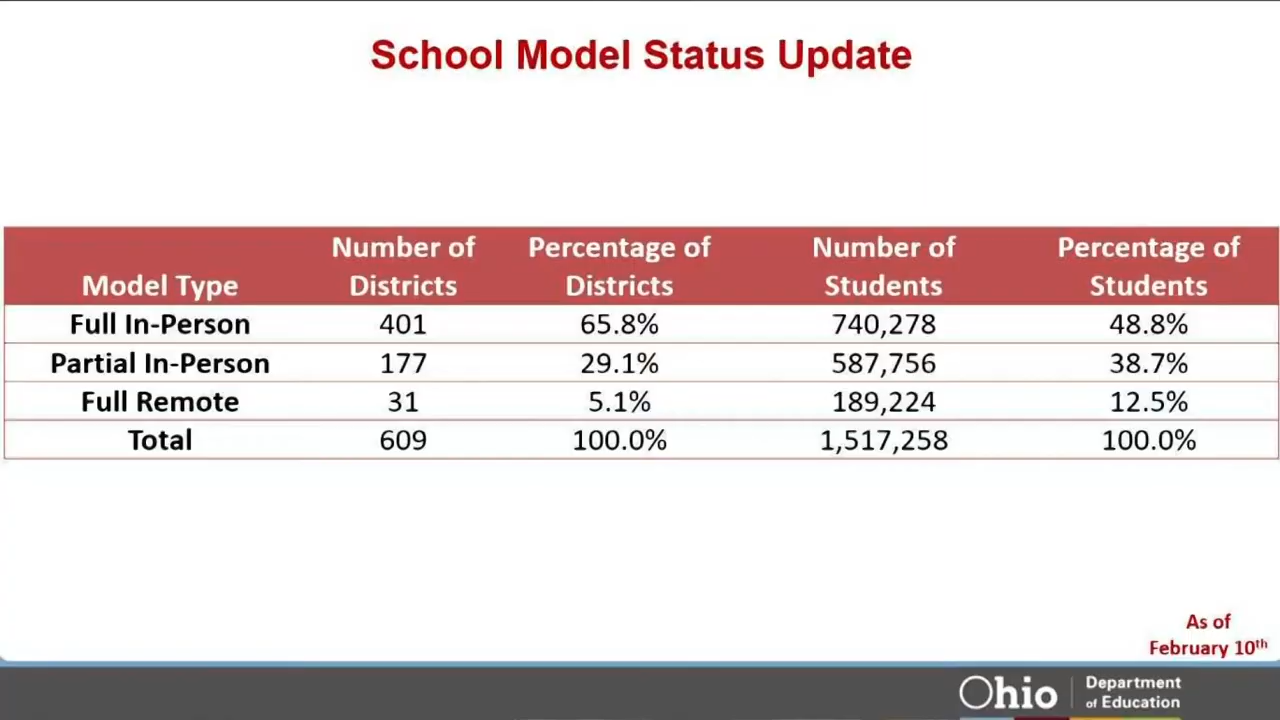 School Model Status Update
Model Type Number of Districts Percentage of Districts Number of Students Percentage of Students
Full In-Person 401 65.8% 740,278 48.8%
Partial In-Person 177 29.1% 587,756 38.7%
Full Remote 31 5.1% 189,224 12.5%
Total 609 100.0% 1,517,258 100.0%
As of
February 10th
Ohio Department
of Education